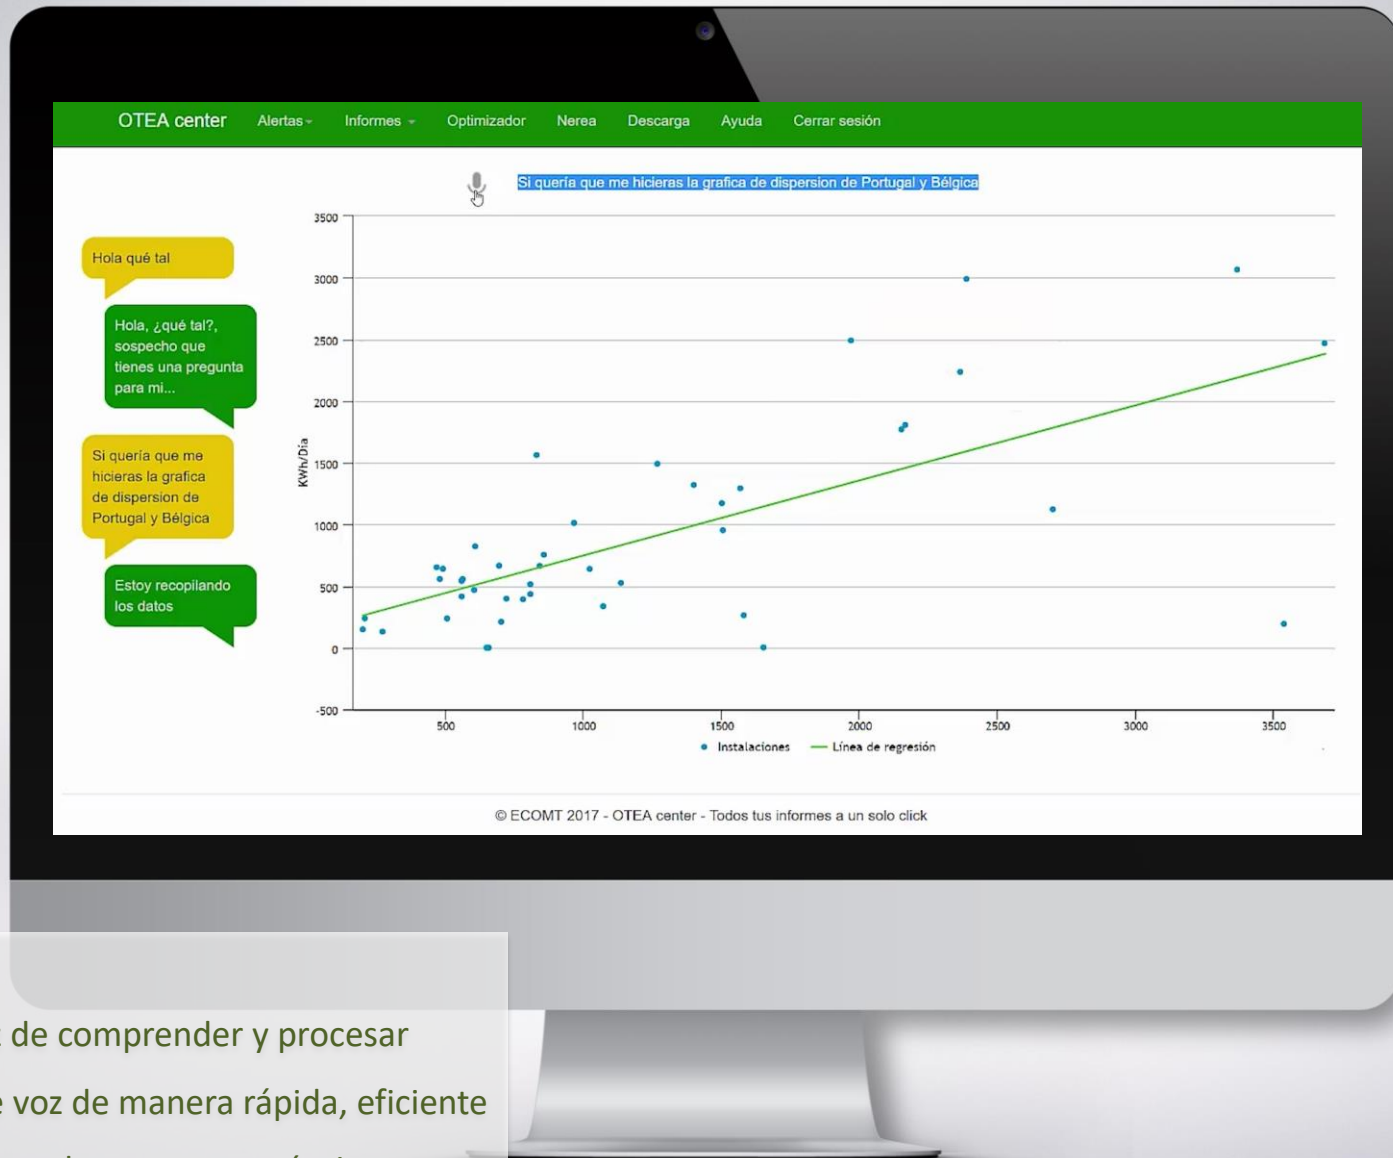 OTEA center Alertas Informes Optimizador Nerea Descarga Ayuda Cerrar sesión
Si quería que me hicieras la grafica de dispersion de Portugal y Bélgica
Hola qué tal
Hola, ¿qué tal?,
sospecho que
tienes una pregunta
para mi...
Si quería que me
hicieras la grafica
de dispersion de
Portugal y Bélgica
Estoy recopilando
los datos
KWh/Día
3500
3000
2500
2000
1500
1000
500
0
-500
500 1000 1500 2000 2500 3000 3500
Instalaciones Línea de regresión
© ECOMT 2017 - OTEA center - Todos tus informes a un solo click
de comprender y procesar
voz de manera rápida, eficiente